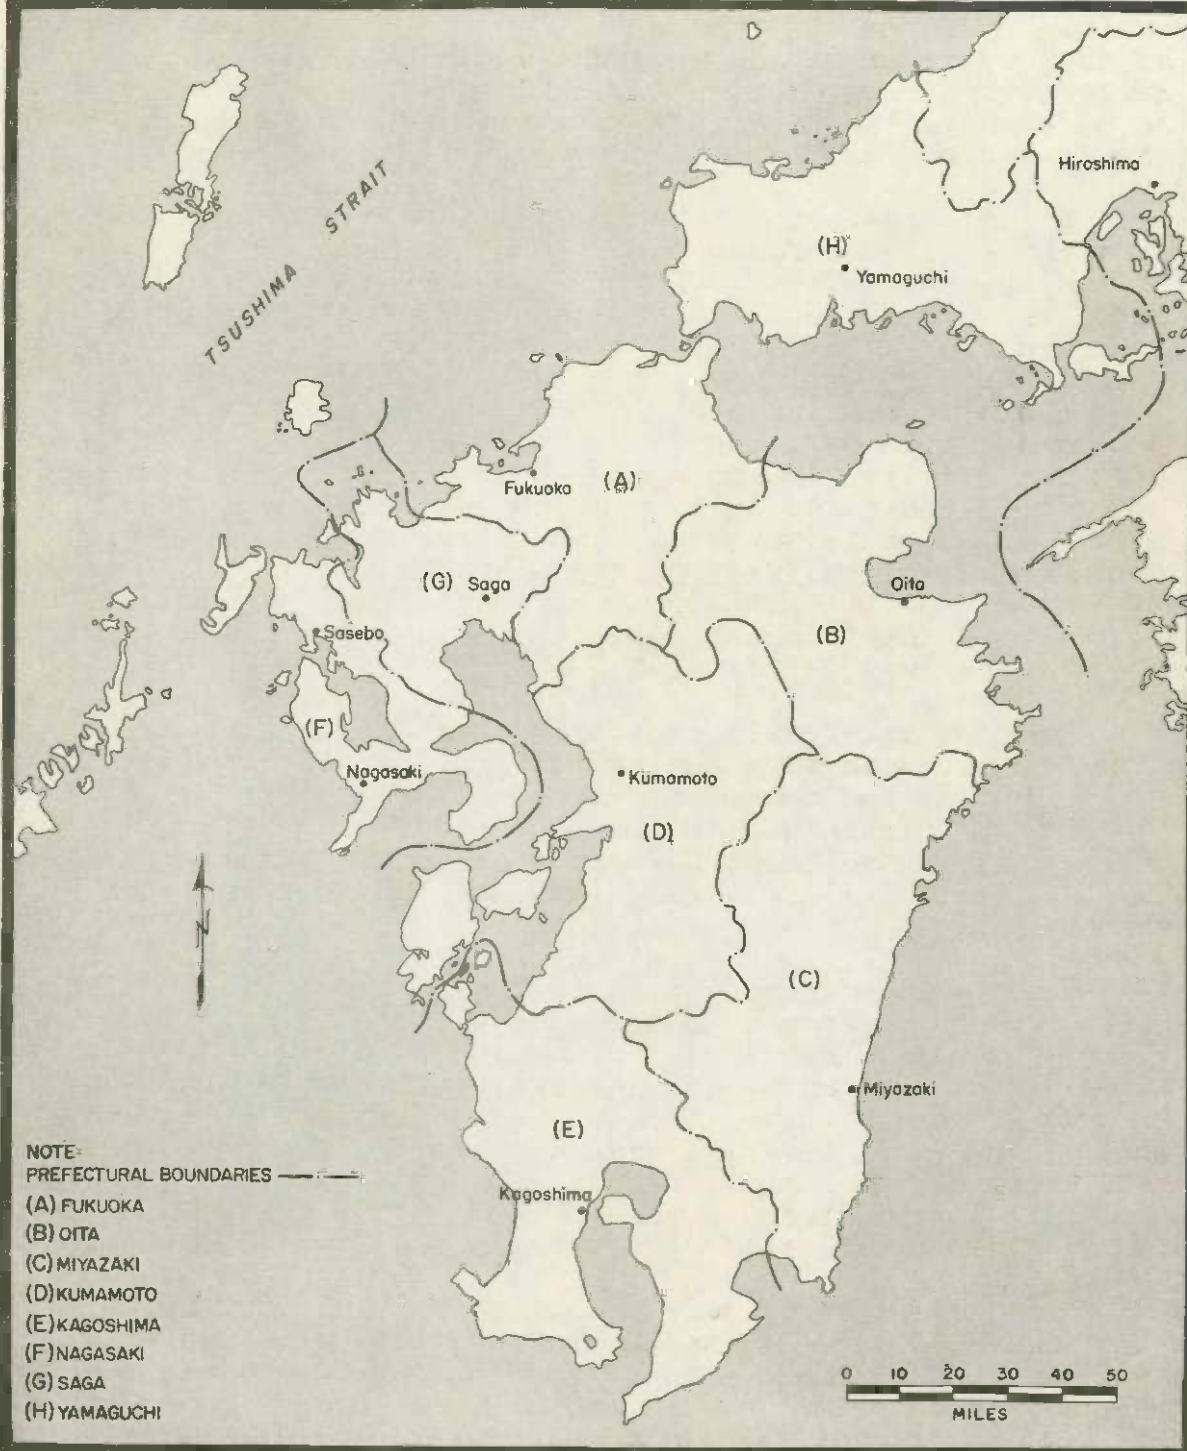 TSUSHIMA STRAIT
Hiroshima
(H)
Yamaguchi
Fukuoka
(A)
(G) Saga
Oita
(B)
Sasebo
(F)
Nagasaki
Kumamoto
(D)
N
(C)
Miyazaki
(E)
Kagoshima
NOTE:
PREFECTURAL BOUNDARIES
(A) FUKUOKA
(B) OITA
(C) MIYAZAKI
(D) KUMAMOTO
(E) KAGOSHIMA
(F) NAGASAKI
(G) SAGA
(H) YAMAGUCHI
0 10 20 30 40 50
MILES